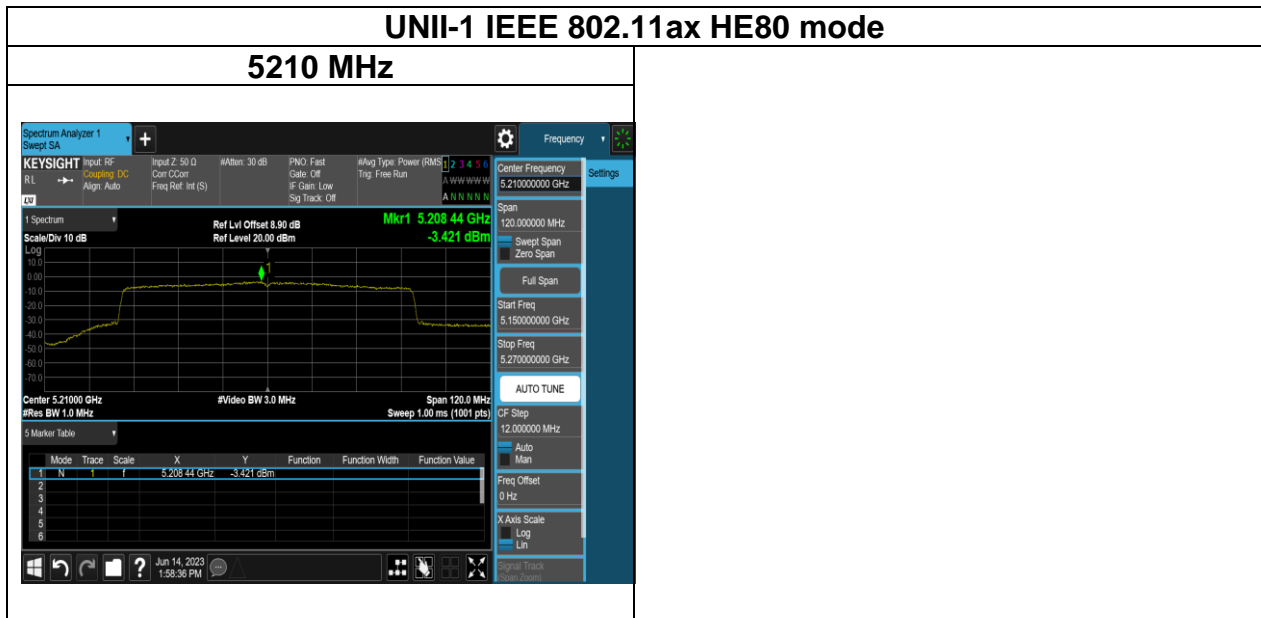 UNII-1 IEEE 802.11ax HE80 mode
5210 MHz
Spectrum Analyzer 1
Swept SA
+
Frequency
KEYSIGHT
RL
LXI
Input: RF
Coupling: DC
Align: Auto
Input Z: 50 Ω
Corr CCorr
Freq Ref: Int (S)
#Atten: 30 dB
PNO: Fast
Gate: Off
IF Gain: Low
Sig Track: Off
#Avg Type: Power (RMS
Trig: Free Run
1 2 3 4 5 6
A W W W W W
A N N N N N
1 Spectrum
Scale/Div 10 dB
Ref Lvl Offset 8.90 dB
Ref Level 20.00 dBm
Mkr1 5.208 44 GHz
-3.421 dBm
Log
10.0
0.00
-10.0
-20.0
-30.0
-40.0
-50.0
-60.0
-70.0
1
Center 5.21000 GHz
#Res BW 1.0 MHz
#Video BW 3.0 MHz
Span 120.0 MHz
Sweep 1.00 ms (1001 pts)
5 Marker Table
Mode Trace Scale X Y Function Function Width Function Value
1 N 1 f 5.208 44 GHz -3.421 dBm
2
3
4
5
6
Jun 14, 2023
1:58:36 PM
?
Center Frequency
5.210000000 GHz
Settings
Span
120.000000 MHz
Swept Span
Zero Span
Full Span
Start Freq
5.150000000 GHz
Stop Freq
5.270000000 GHz
AUTO TUNE
CF Step
12.000000 MHz
Auto
Man
Freq Offset
0 Hz
X Axis Scale
Log
Lin
Signal Track
(Span Zoom)